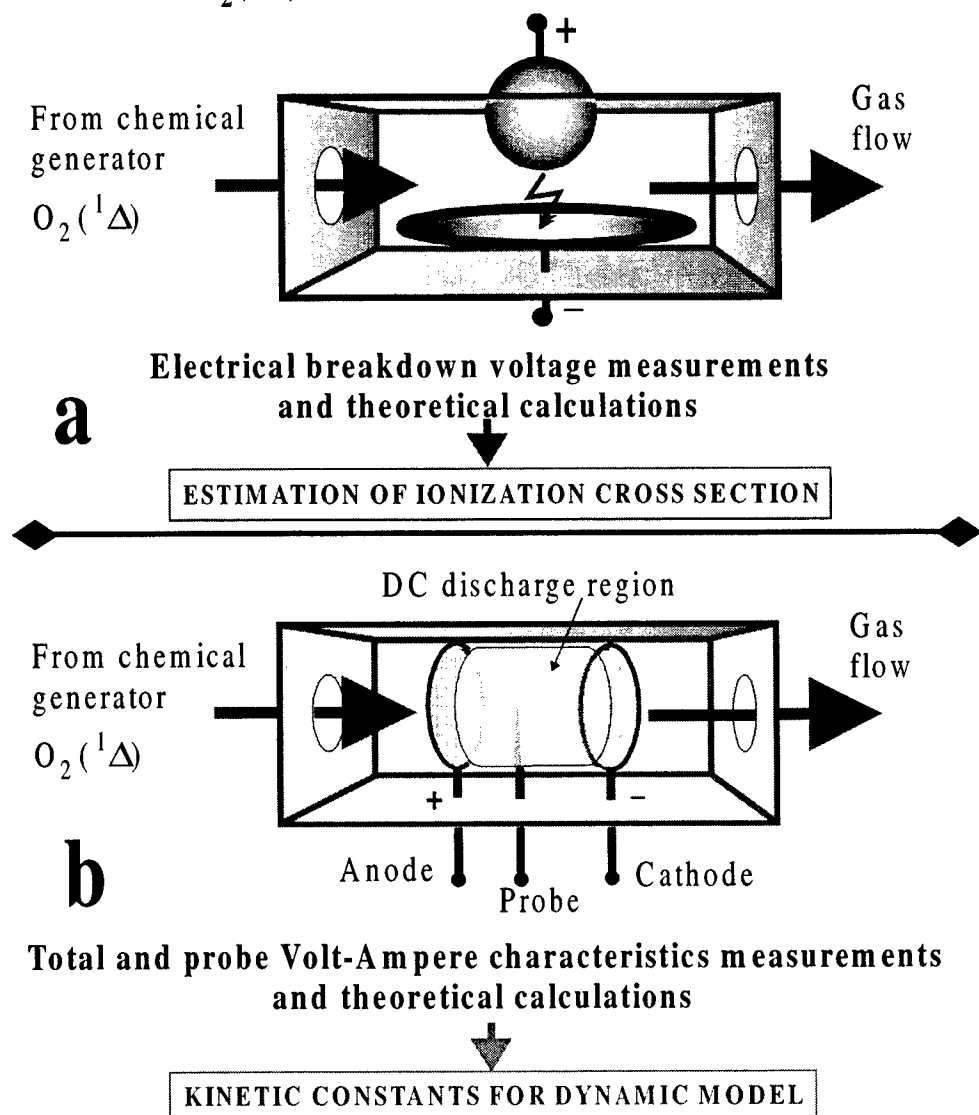 +
From chemical
generator
O₂(¹Δ)
Gas
flow
−
Electrical breakdown voltage measurements
and theoretical calculations
a
ESTIMATION OF IONIZATION CROSS SECTION
DC discharge region
From chemical
generator
O₂(¹Δ)
Gas
flow
+ −
Anode Probe Cathode
b
Total and probe Volt-Ampere characteristics measurements
and theoretical calculations
KINETIC CONSTANTS FOR DYNAMIC MODEL